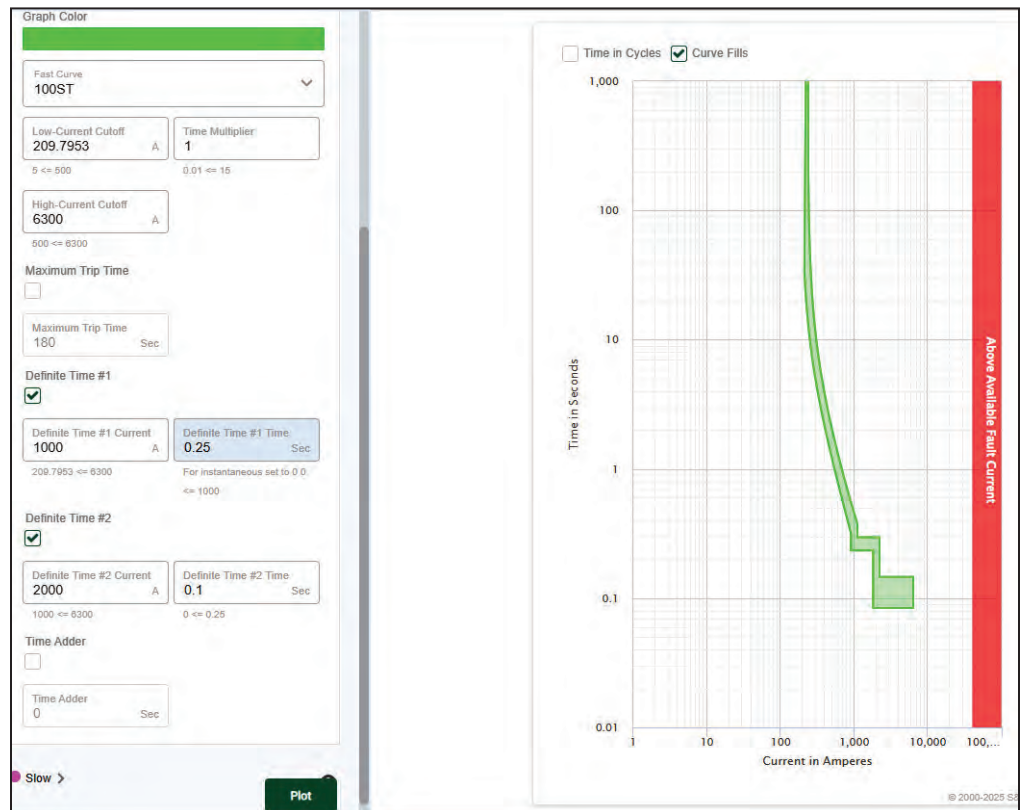 Graph Color
Fast Curve
100ST
Low-Current Cutoff
209.7953 A
5 <= 500
Time Multiplier
1
0.01 <= 15
High-Current Cutoff
6300 A
500 <= 6300
Maximum Trip Time
Maximum Trip Time
180 Sec
Definite Time #1
Definite Time #1 Current
1000 A
209.7953 <= 6300
Definite Time #1 Time
0.25 Sec
For instantaneous set to 0 0
<= 1000
Definite Time #2
Definite Time #2 Current
2000 A
1000 <= 6300
Definite Time #2 Time
0.1 Sec
0 <= 0.25
Time Adder
Time Adder
0 Sec
Slow >
Plot
Time in Cycles Curve Fills
1,000
100
10
1
0.1
0.01
Time in Seconds
1 10 100 1,000 10,000 100,...
Current in Amperes
Above Available Fault Current
© 2000-2025